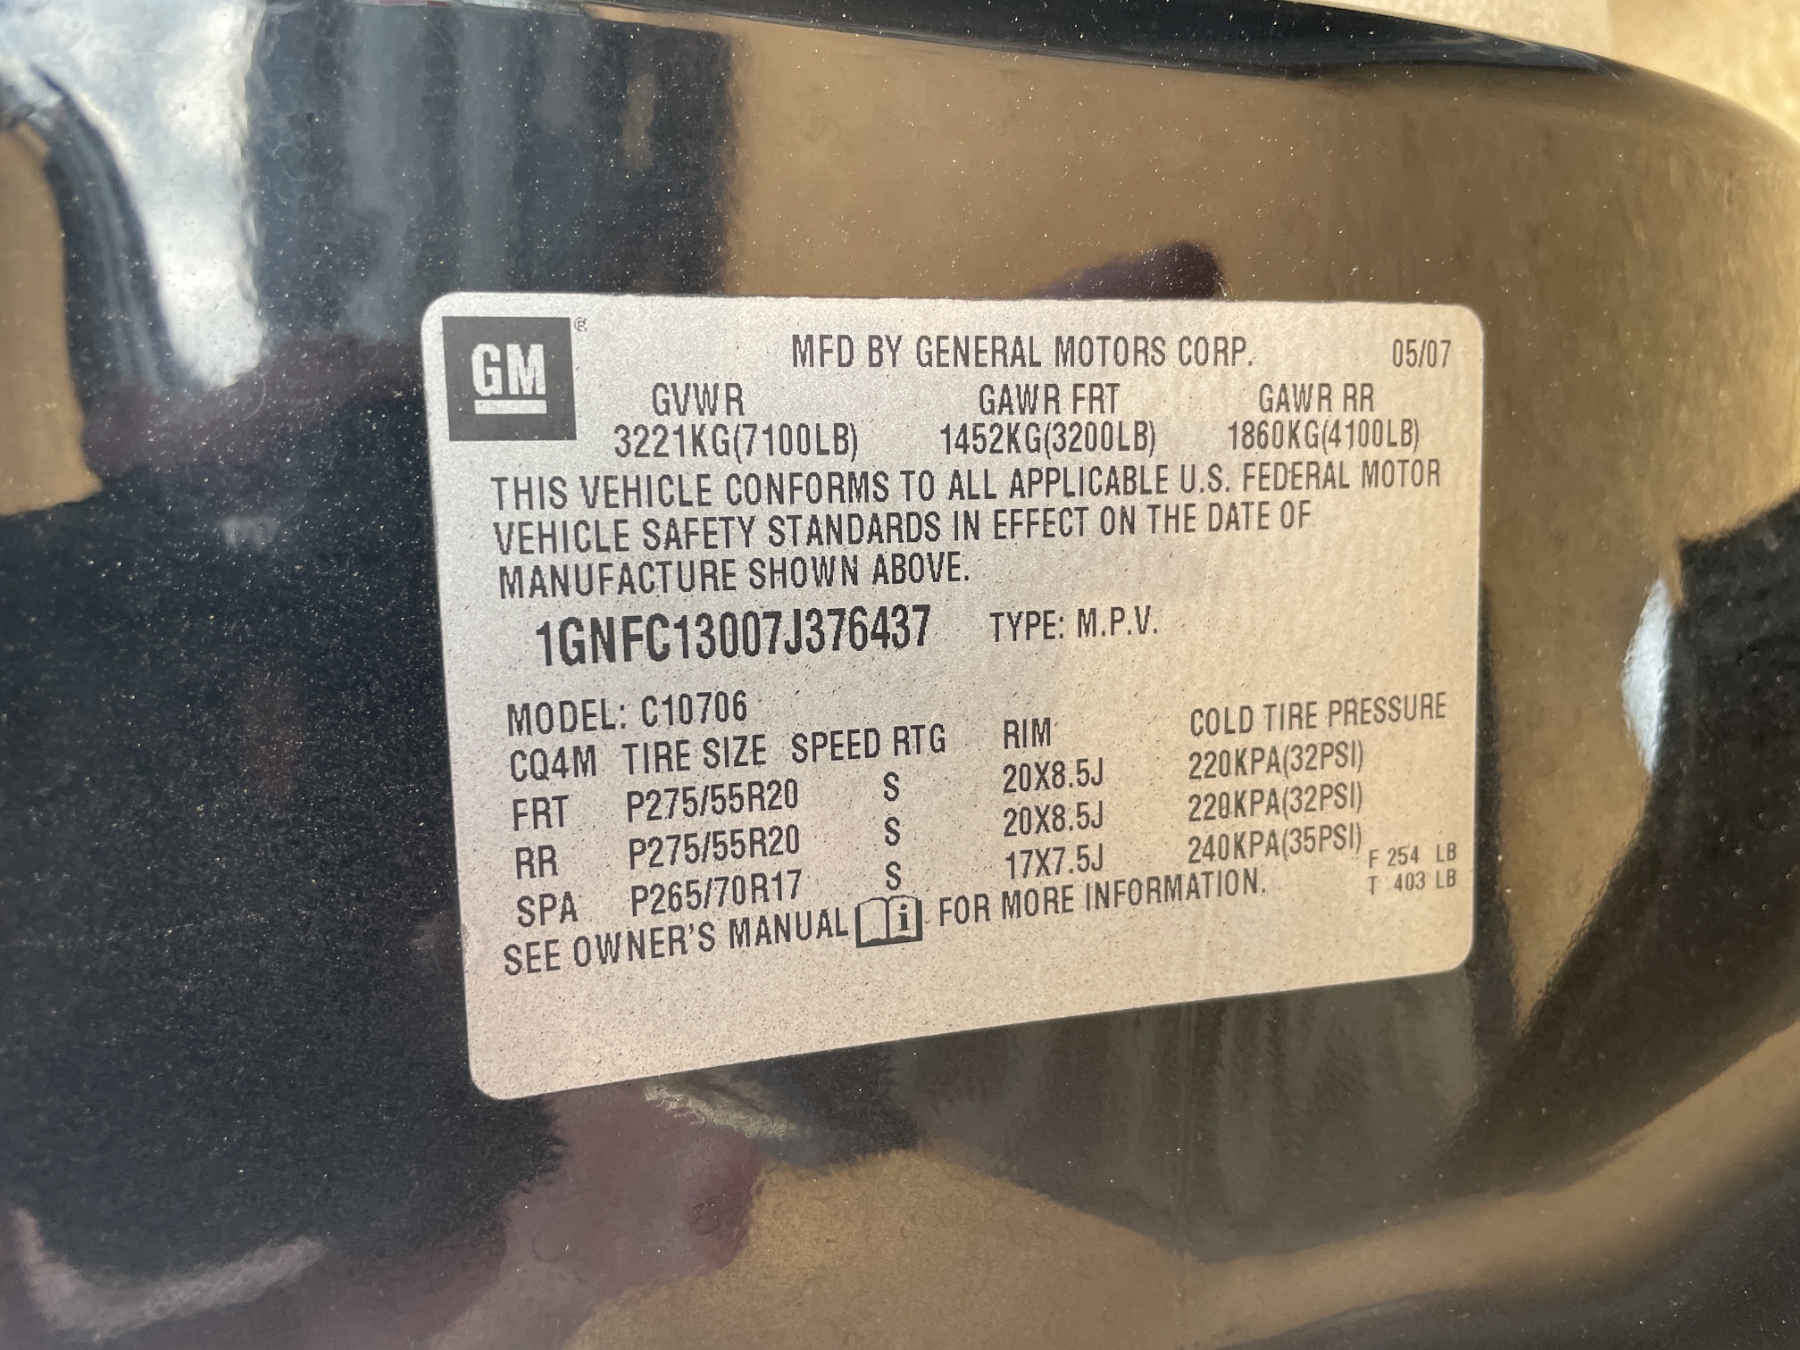 GM ®
MFD BY GENERAL MOTORS CORP. 05/07
GVWR GAWR FRT GAWR RR
3221KG(7100LB) 1452KG(3200LB) 1860KG(4100LB)
THIS VEHICLE CONFORMS TO ALL APPLICABLE U.S. FEDERAL MOTOR
VEHICLE SAFETY STANDARDS IN EFFECT ON THE DATE OF
MANUFACTURE SHOWN ABOVE.
1GNFC13007J376437 TYPE: M.P.V.
MODEL: C10706
CQ4M TIRE SIZE SPEED RTG RIM COLD TIRE PRESSURE
FRT P275/55R20 S 20X8.5J 220KPA(32PSI)
RR P275/55R20 S 20X8.5J 220KPA(32PSI)
SPA P265/70R17 S 17X7.5J 240KPA(35PSI)
F 254 LB
T 403 LB
SEE OWNER'S MANUAL i FOR MORE INFORMATION.